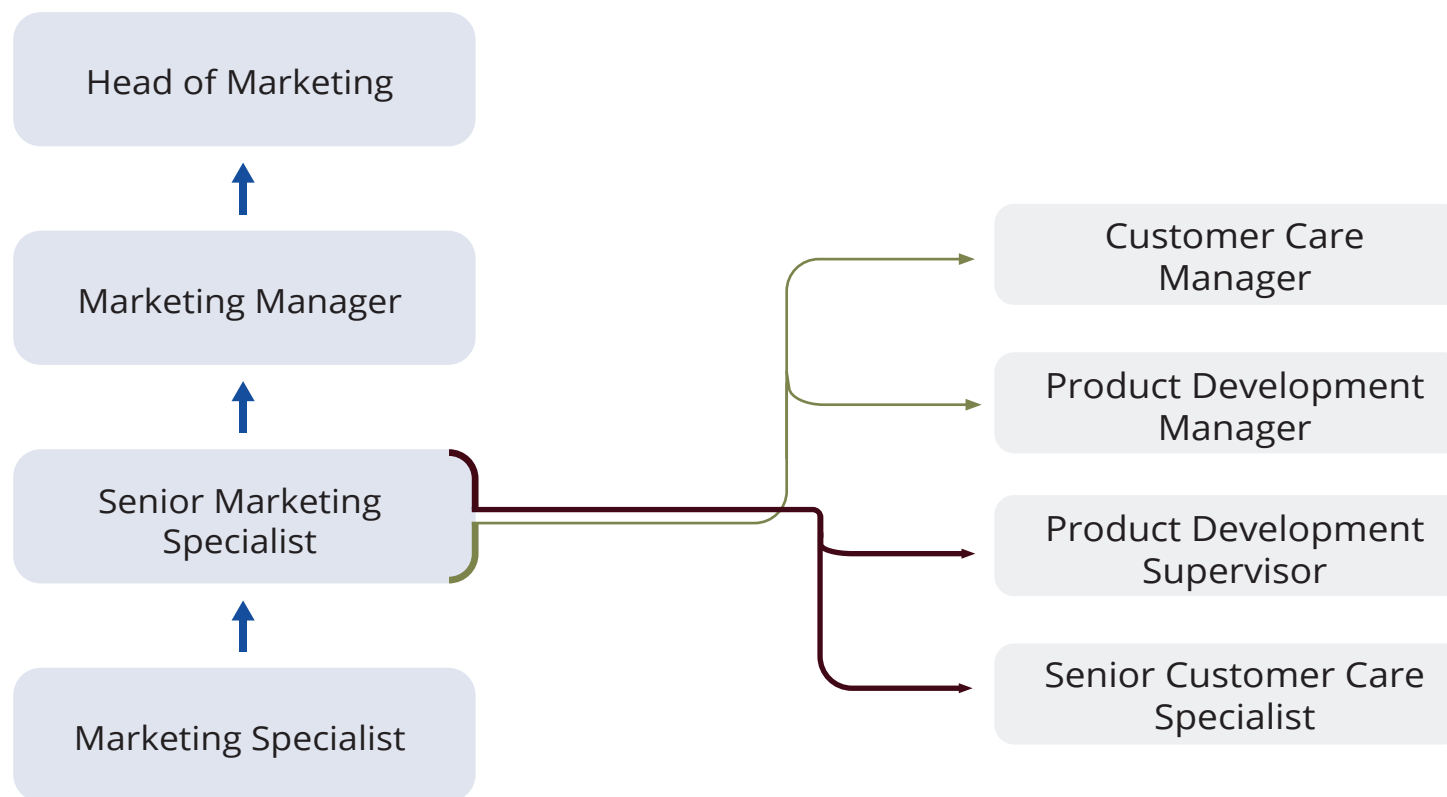 Head of Marketing
Marketing Manager
Senior Marketing
Specialist
Marketing Specialist
Customer Care
Manager
Product Development
Manager
Product Development
Supervisor
Senior Customer Care
Specialist